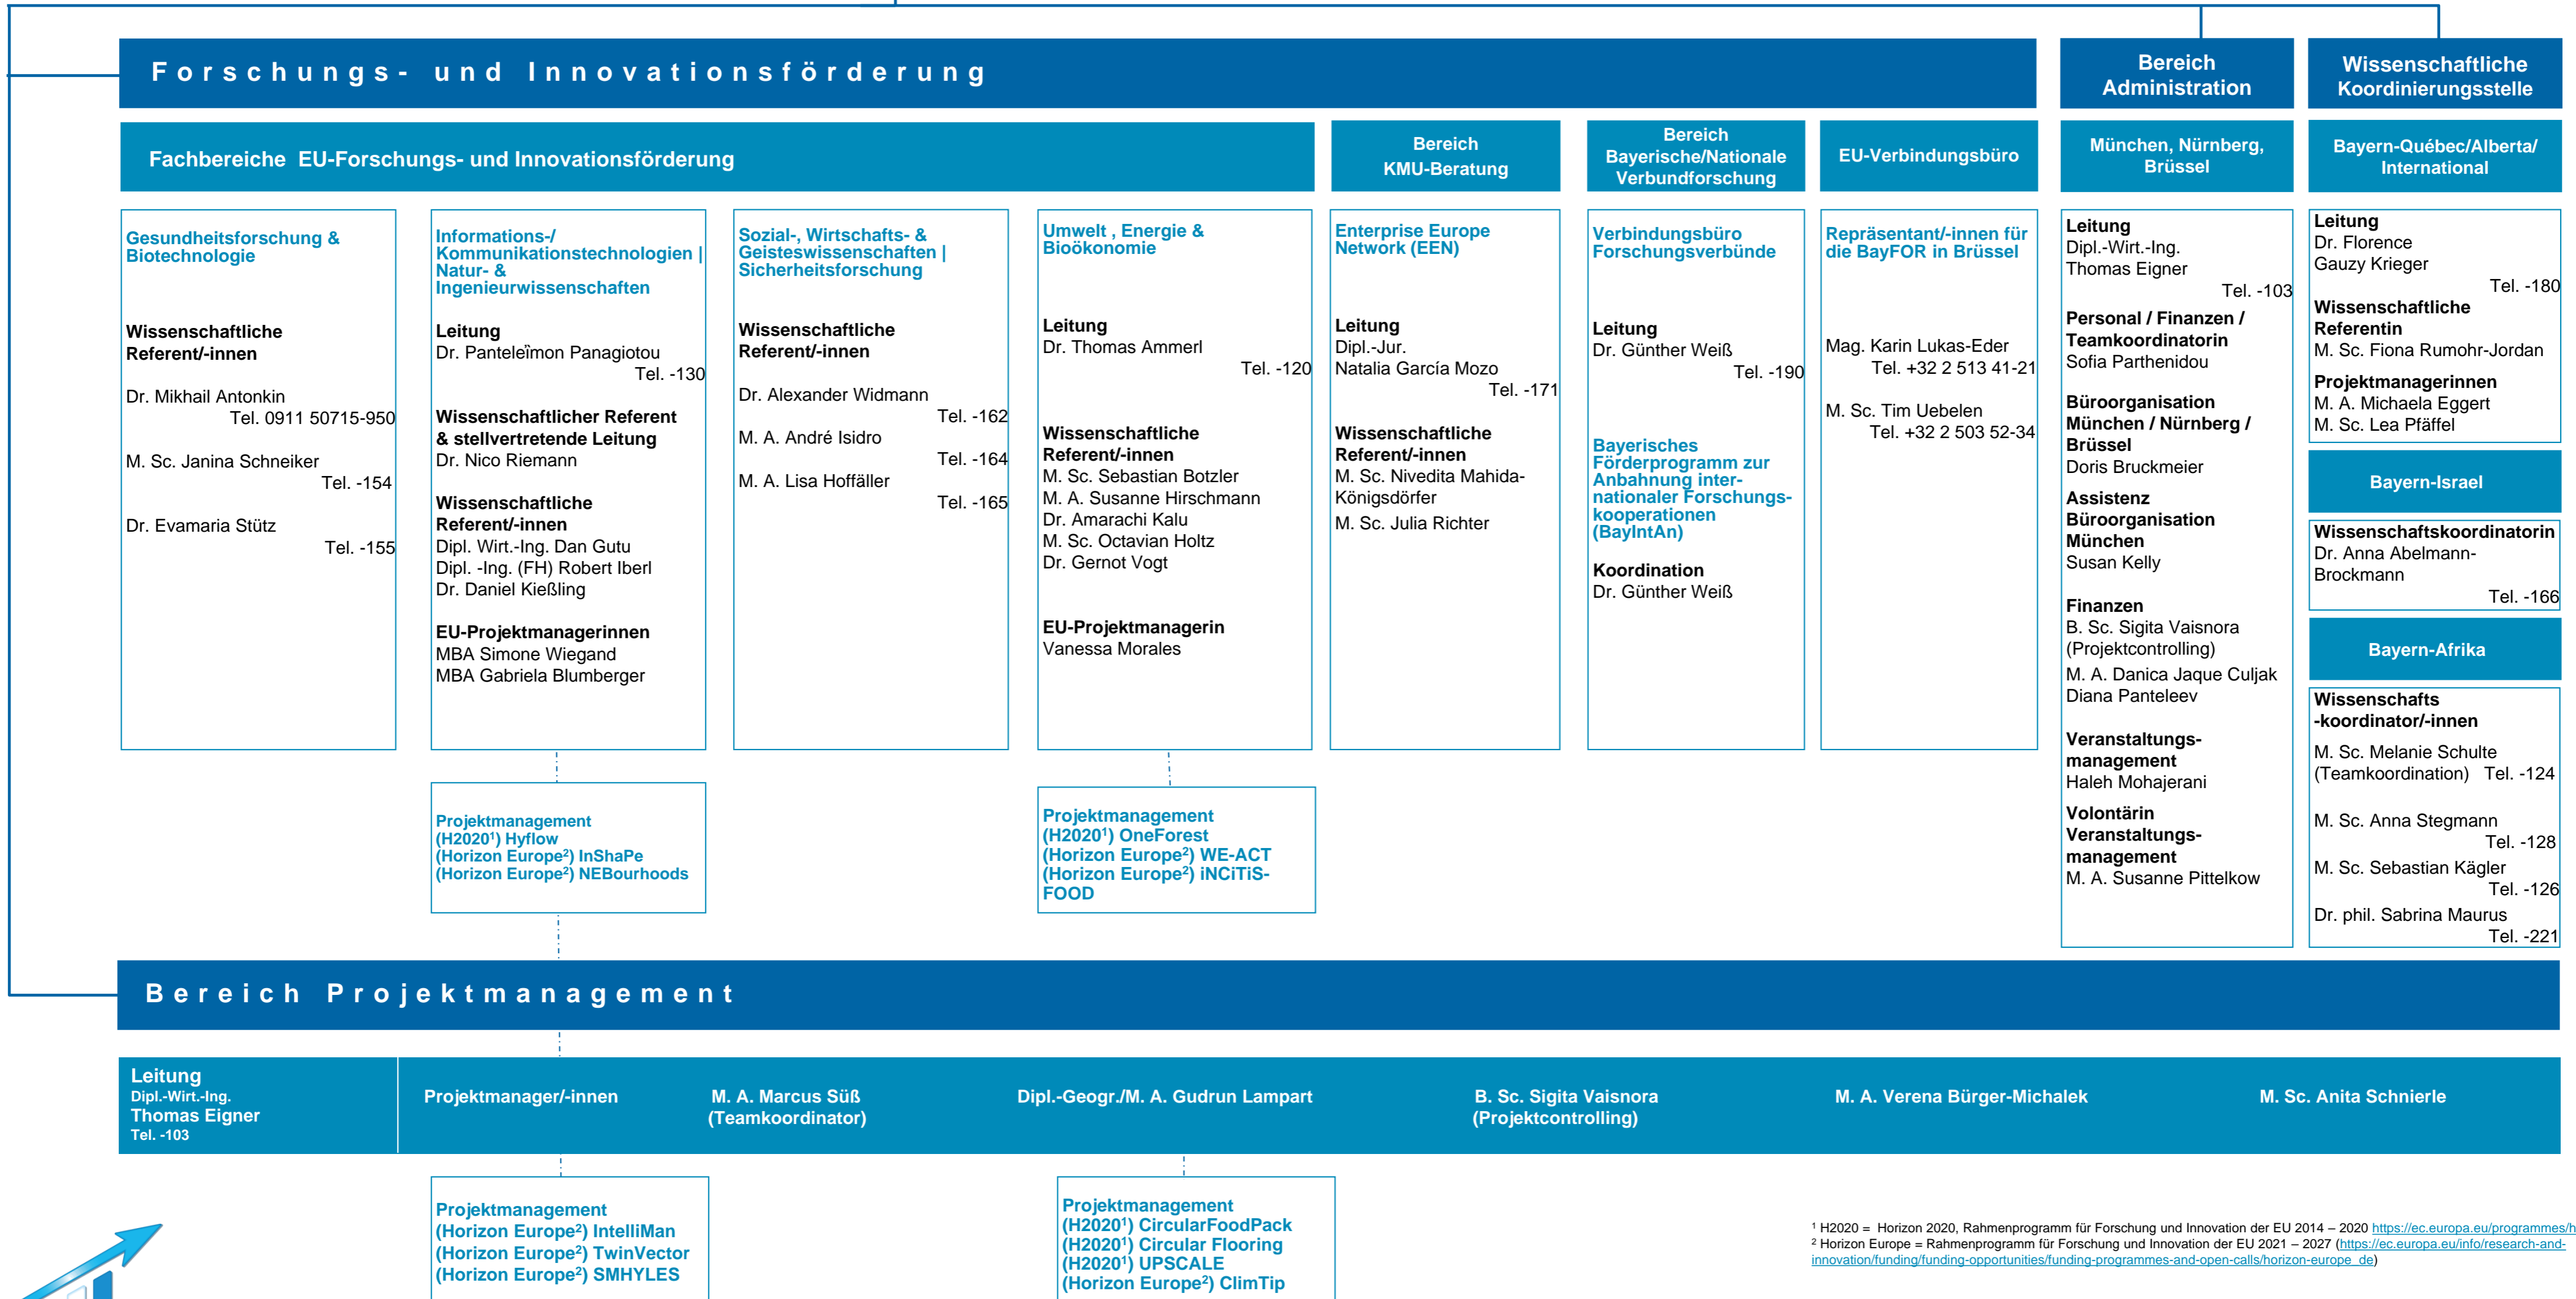 Forschungs- und Innovationsförderung
Bereich
Administration
Wissenschaftliche
Koordinierungsstelle
Fachbereiche EU-Forschungs- und Innovationsförderung
Bereich
KMU-Beratung
Bereich
Bayerische/Nationale
Verbundforschung
EU-Verbindungsbüro
München, Nürnberg,
Brüssel
Bayern-Québec/Alberta/
International
Gesundheitsforschung &
Biotechnologie
Wissenschaftliche
Referent/-innen
Dr. Mikhail Antonkin
Tel. 0911 50715-950
M. Sc. Janina Schneiker
Tel. -154
Dr. Evamaria Stütz
Tel. -155
Informations-/
Kommunikationstechnologien |
Natur- &
Ingenieurwissenschaften
Leitung
Dr. Panteleïmon Panagiotou
Tel. -130
Wissenschaftlicher Referent
& stellvertretende Leitung
Dr. Nico Riemann
Wissenschaftliche
Referent/-innen
Dipl. Wirt.-Ing. Dan Gutu
Dipl. -Ing. (FH) Robert Iberl
Dr. Daniel Kießling
EU-Projektmanagerinnen
MBA Simone Wiegand
MBA Gabriela Blumberger
Sozial-, Wirtschafts- &
Geisteswissenschaften |
Sicherheitsforschung
Wissenschaftliche
Referent/-innen
Dr. Alexander Widmann
Tel. -162
M. A. André Isidro
Tel. -164
M. A. Lisa Hoffäller
Tel. -165
Umwelt , Energie &
Bioökonomie
Leitung
Dr. Thomas Ammerl
Tel. -120
Wissenschaftliche
Referent/-innen
M. Sc. Sebastian Botzler
M. A. Susanne Hirschmann
Dr. Amarachi Kalu
M. Sc. Octavian Holtz
Dr. Gernot Vogt
EU-Projektmanagerin
Vanessa Morales
Enterprise Europe
Network (EEN)
Leitung
Dipl.-Jur.
Natalia García Mozo
Tel. -171
Wissenschaftliche
Referent/-innen
M. Sc. Nivedita Mahida-
Königsdörfer
M. Sc. Julia Richter
Verbindungsbüro
Forschungsverbünde
Leitung
Dr. Günther Weiß
Tel. -190
Bayerisches
Förderprogramm zur
Anbahnung inter-
nationaler Forschungs-
kooperationen
(BayIntAn)
Koordination
Dr. Günther Weiß
Repräsentant/-innen für
die BayFOR in Brüssel
Mag. Karin Lukas-Eder
Tel. +32 2 513 41-21
M. Sc. Tim Uebelen
Tel. +32 2 503 52-34
Leitung
Dipl.-Wirt.-Ing.
Thomas Eigner
Tel. -103
Personal / Finanzen /
Teamkoordinatorin
Sofia Parthenidou
Büroorganisation
München / Nürnberg /
Brüssel
Doris Bruckmeier
Assistenz
Büroorganisation
München
Susan Kelly
Finanzen
B. Sc. Sigita Vaisnora
(Projektcontrolling)
M. A. Danica Jaque Culjak
Diana Panteleev
Veranstaltungs-
management
Haleh Mohajerani
Volontärin
Veranstaltungs-
management
M. A. Susanne Pittelkow
Leitung
Dr. Florence
Gauzy Krieger
Tel. -180
Wissenschaftliche
Referentin
M. Sc. Fiona Rumohr-Jordan
Projektmanagerinnen
M. A. Michaela Eggert
M. Sc. Lea Pfäffel
Bayern-Israel
Wissenschaftskoordinatorin
Dr. Anna Abelmann-
Brockmann
Tel. -166
Bayern-Afrika
Wissenschafts
-koordinator/-innen
M. Sc. Melanie Schulte
(Teamkoordination) Tel. -124
M. Sc. Anna Stegmann
Tel. -128
M. Sc. Sebastian Kägler
Tel. -126
Dr. phil. Sabrina Maurus
Tel. -221
Projektmanagement
(H2020¹) Hyflow
(Horizon Europe²) InShaPe
(Horizon Europe²) NEBourhoods
Projektmanagement
(H2020¹) OneForest
(Horizon Europe²) WE-ACT
(Horizon Europe²) iNCiTiS-
FOOD
Bereich Projektmanagement
Leitung
Dipl.-Wirt.-Ing.
Thomas Eigner
Tel. -103
Projektmanager/-innen
M. A. Marcus Süß
(Teamkoordinator)
Dipl.-Geogr./M. A. Gudrun Lampart
B. Sc. Sigita Vaisnora
(Projektcontrolling)
M. A. Verena Bürger-Michalek
M. Sc. Anita Schnierle
Projektmanagement
(Horizon Europe²) IntelliMan
(Horizon Europe²) TwinVector
(Horizon Europe²) SMHYLES
Projektmanagement
(H2020¹) CircularFoodPack
(H2020¹) Circular Flooring
(H2020¹) UPSCALE
(Horizon Europe²) ClimTip
¹ H2020 = Horizon 2020, Rahmenprogramm für Forschung und Innovation der EU 2014 – 2020 https://ec.europa.eu/programmes/h
² Horizon Europe = Rahmenprogramm für Forschung und Innovation der EU 2021 – 2027 (https://ec.europa.eu/info/research-and-
innovation/funding/funding-opportunities/funding-programmes-and-open-calls/horizon-europe_de)